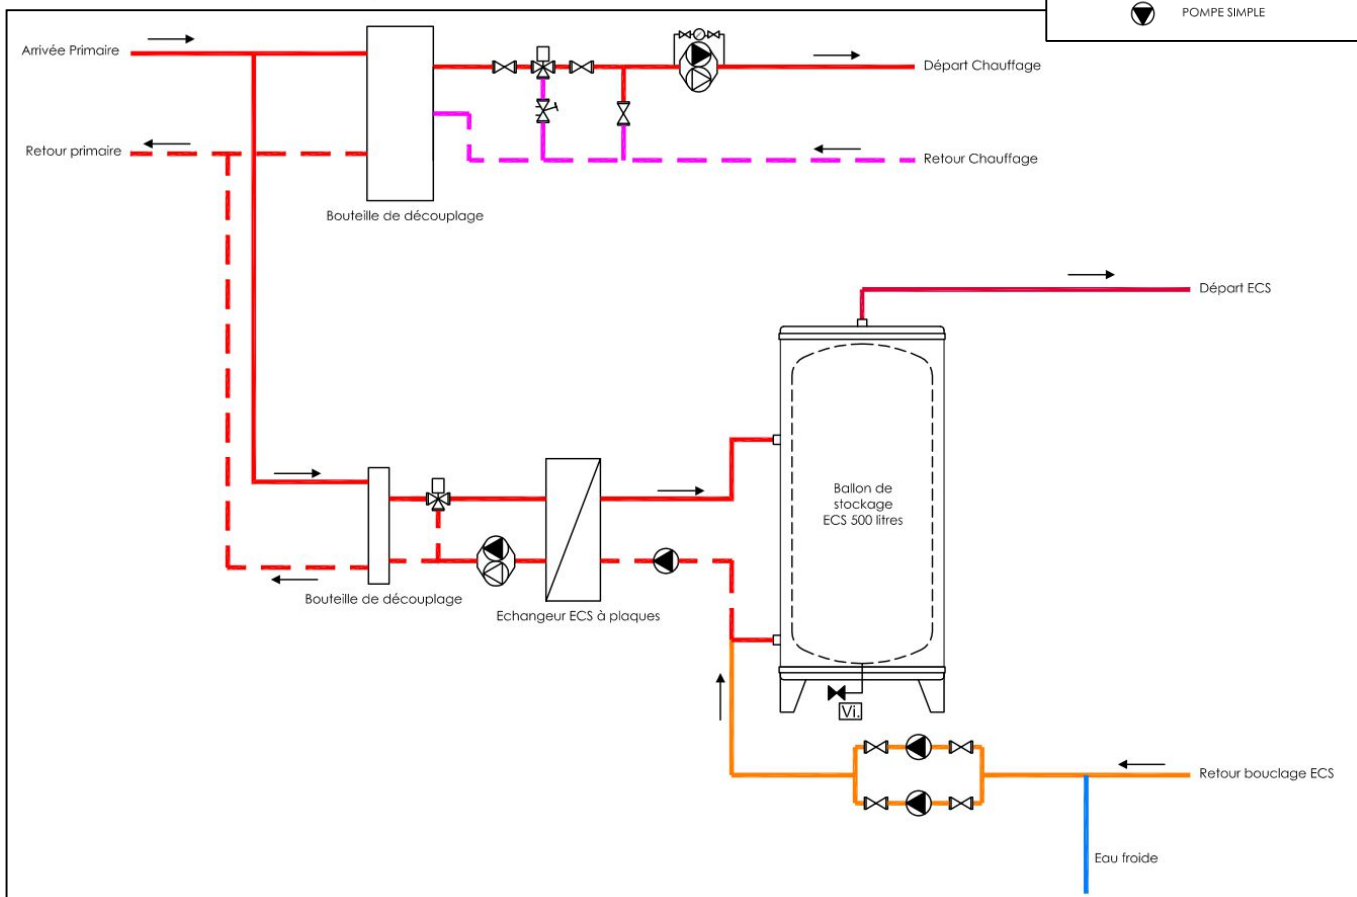 POMPE SIMPLE
Arrivée Primaire
Départ Chauffage
Retour primaire
Retour Chauffage
Bouteille de découplage
Départ ECS
Ballon de
stockage
ECS 500 litres
Bouteille de découplage
Echangeur ECS à plaques
Vi.
Retour bouclage ECS
Eau froide